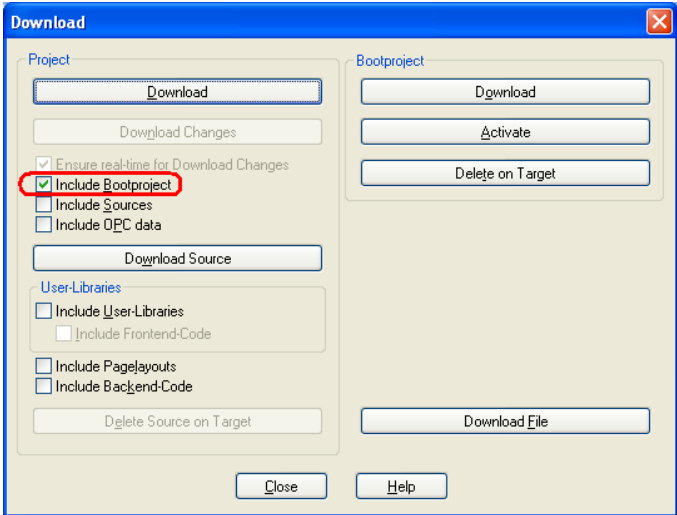 Download
Project
Download
Download Changes
Ensure real-time for Download Changes
Include Bootproject
Include Sources
Include OPC data
Download Source
User-Libraries
Include User-Libraries
Include Frontend-Code
Include Pagelayouts
Include Backend-Code
Delete Source on Target
Bootproject
Download
Activate
Delete on Target
Download File
Close
Help